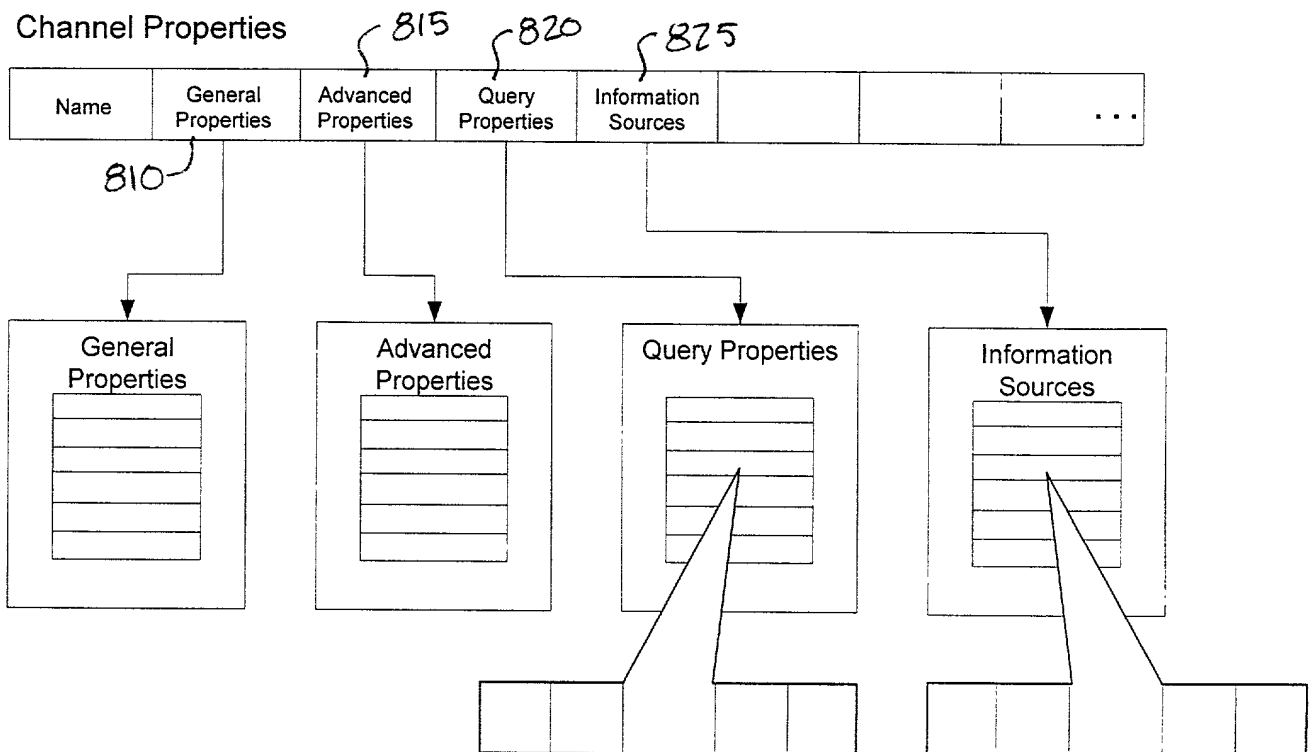 Channel Properties
815
820
825
Name
General
Properties
Advanced
Properties
Query
Properties
Information
Sources
...
810
General
Properties
Advanced
Properties
Query Properties
Information
Sources